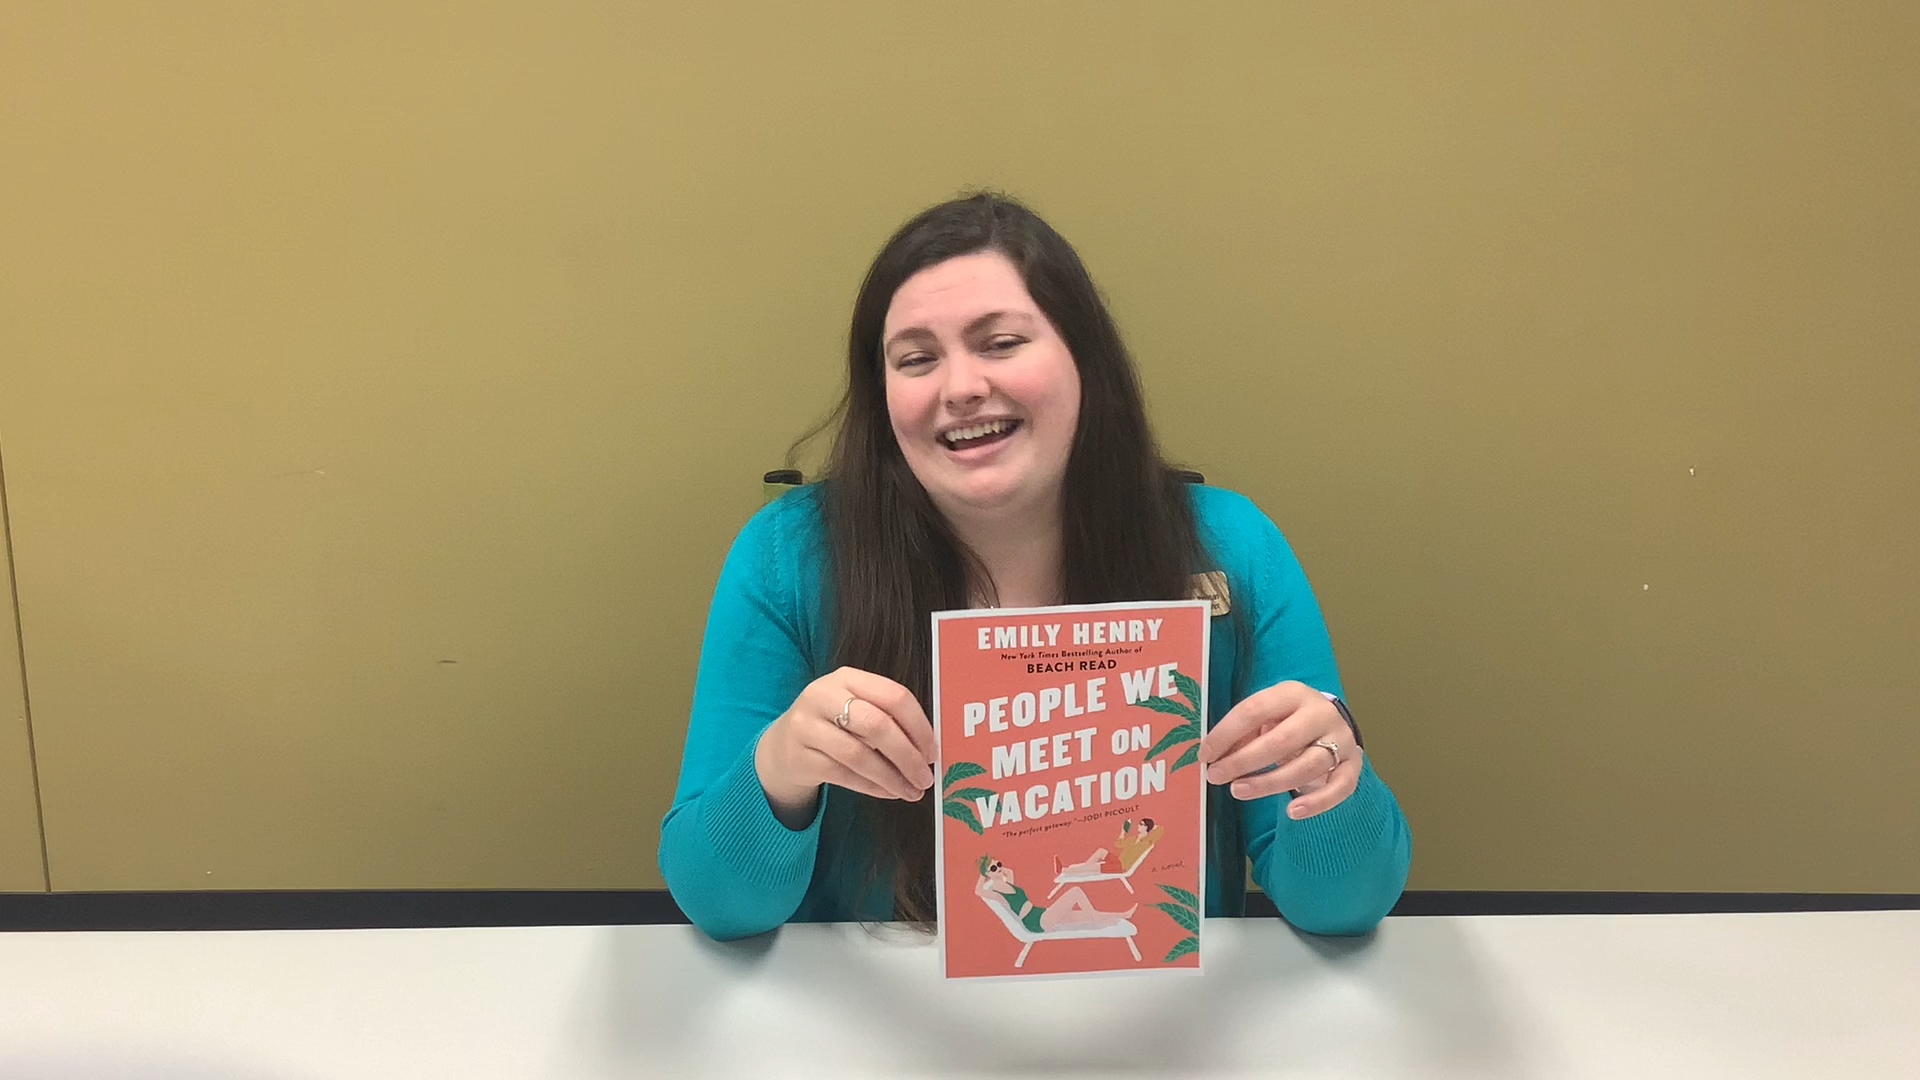 EMILY HENRY
New York Times Bestselling Author of
BEACH READ
PEOPLE WE
MEET ON
VACATION
"The perfect getaway."—JODI PICOULT
a novel